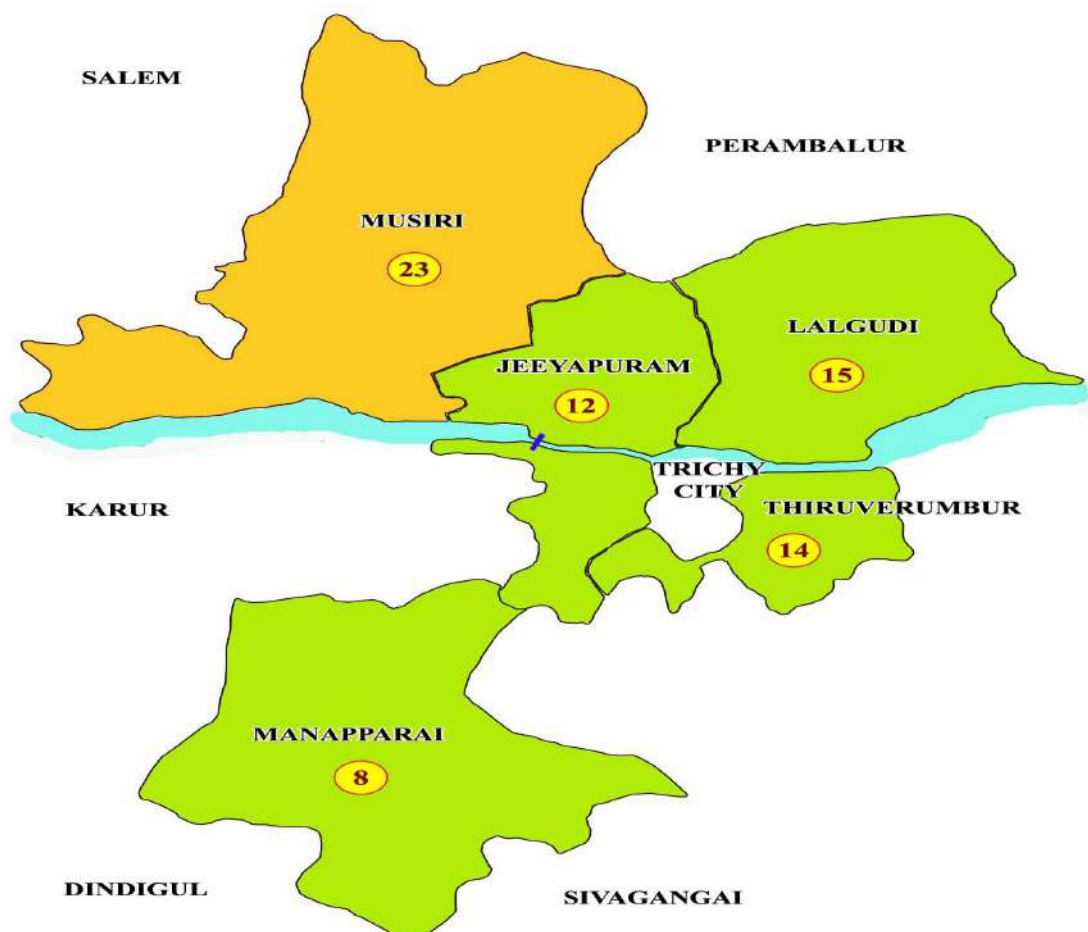 SALEM
PERAMBALUR
MUSIRI
23
LALGUDI
15
JEEYAPURAM
12
TRICHY
CITY
KARUR
THIRUVERUMBUR
14
MANAPPARAI
8
DINDIGUL
SIVAGANGAI